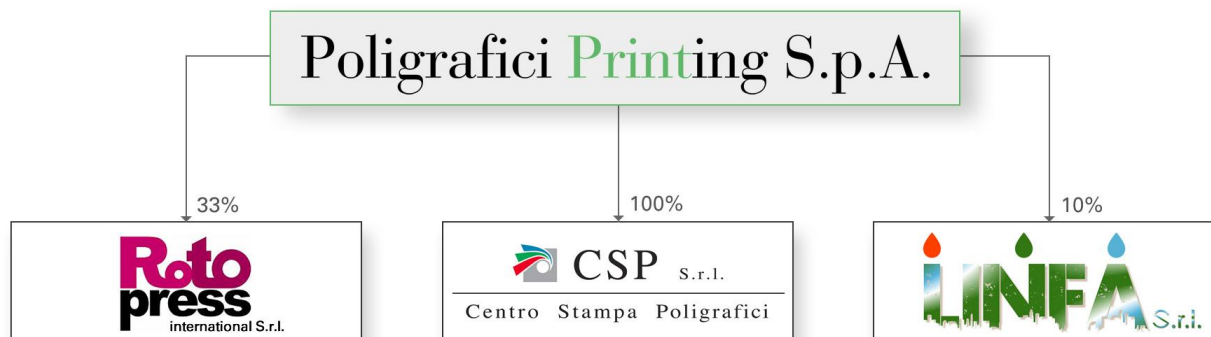 Poligrafici Printing S.p.A.
33%
100%
10%
Roto
press
international S.r.l.
CSP S.r.l.
Centro Stampa Poligrafici
LINFA S.r.l.